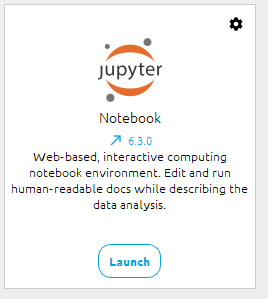 jupyter
Notebook
6.3.0
Web-based, interactive computing
notebook environment. Edit and run
human-readable docs while describing the
data analysis.
Launch